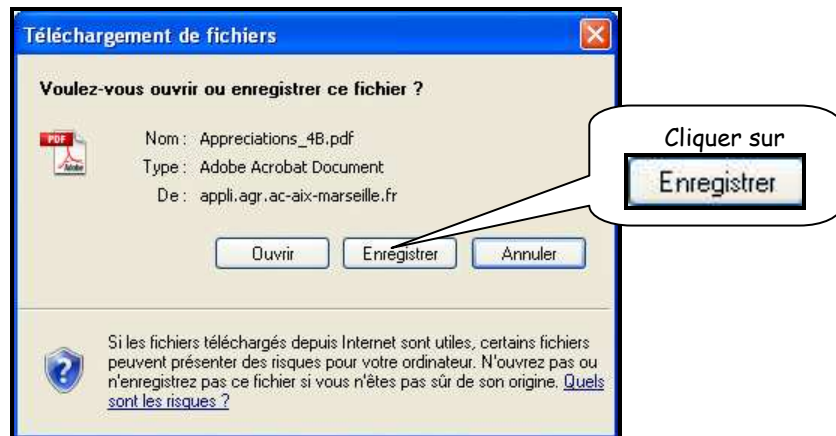 Téléchargement de fichiers
Voulez-vous ouvrir ou enregistrer ce fichier ?
PDF
Adobe
Nom : Appreciations_4B.pdf
Type : Adobe Acrobat Document
De : appli.agr.ac-aix-marseille.fr
Cliquer sur
Enregistrer
Ouvrir Enregistrer Annuler
Si les fichiers téléchargés depuis Internet sont utiles, certains fichiers
peuvent présenter des risques pour votre ordinateur. N'ouvrez pas ou
n'enregistrez pas ce fichier si vous n'êtes pas sûr de son origine. Quels
sont les risques ?